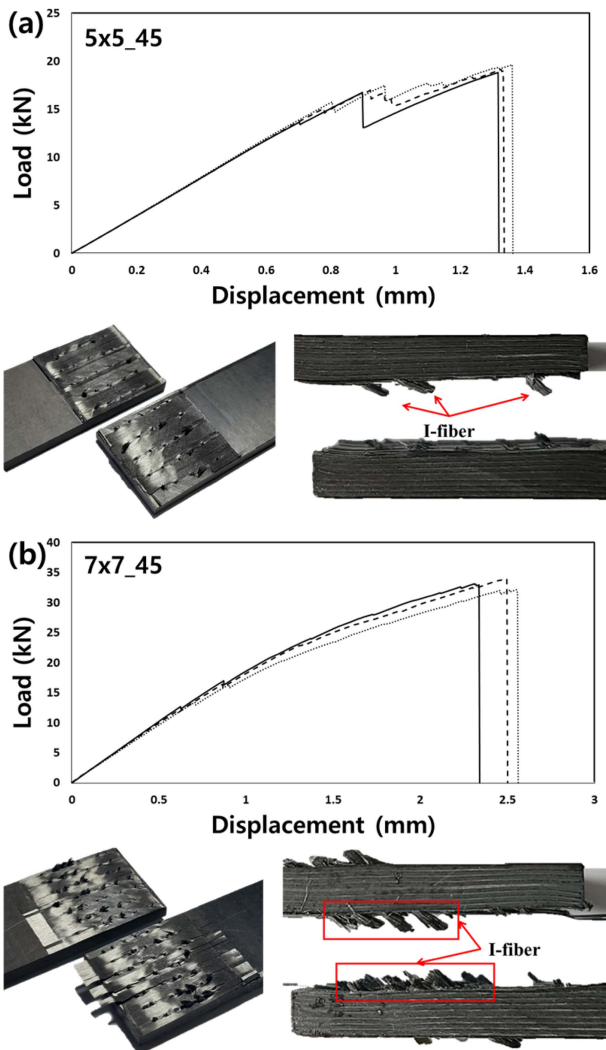 (a)
5x5_45
Load (kN)
25
20
15
10
5
0
0 0.2 0.4 0.6 0.8 1 1.2 1.4 1.6
Displacement (mm)
I-fiber
(b)
7x7_45
Load (kN)
40
35
30
25
20
15
10
5
0
0 0.5 1 1.5 2 2.5 3
Displacement (mm)
I-fiber